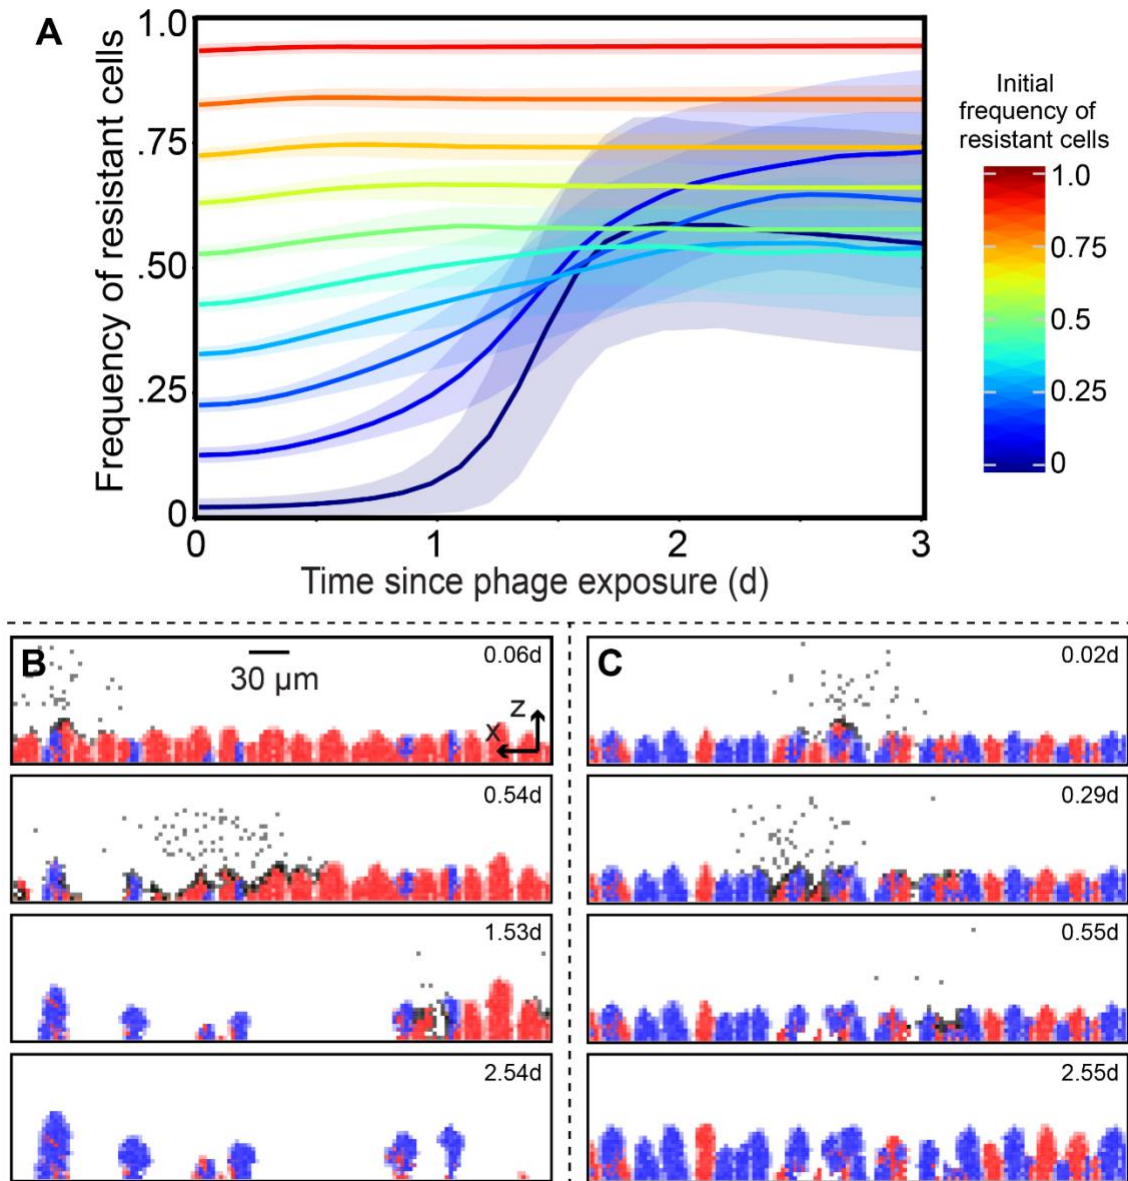 A
Frequency of resistant cells
1.0
.75
.50
.25
0
0
1
2
3
Time since phage exposure (d)
Initial
frequency of
resistant cells
1.0
0.75
0.5
0.25
0
B
30 µm
0.06d
z
x
0.54d
1.53d
2.54d
C
0.02d
0.29d
0.55d
2.55d